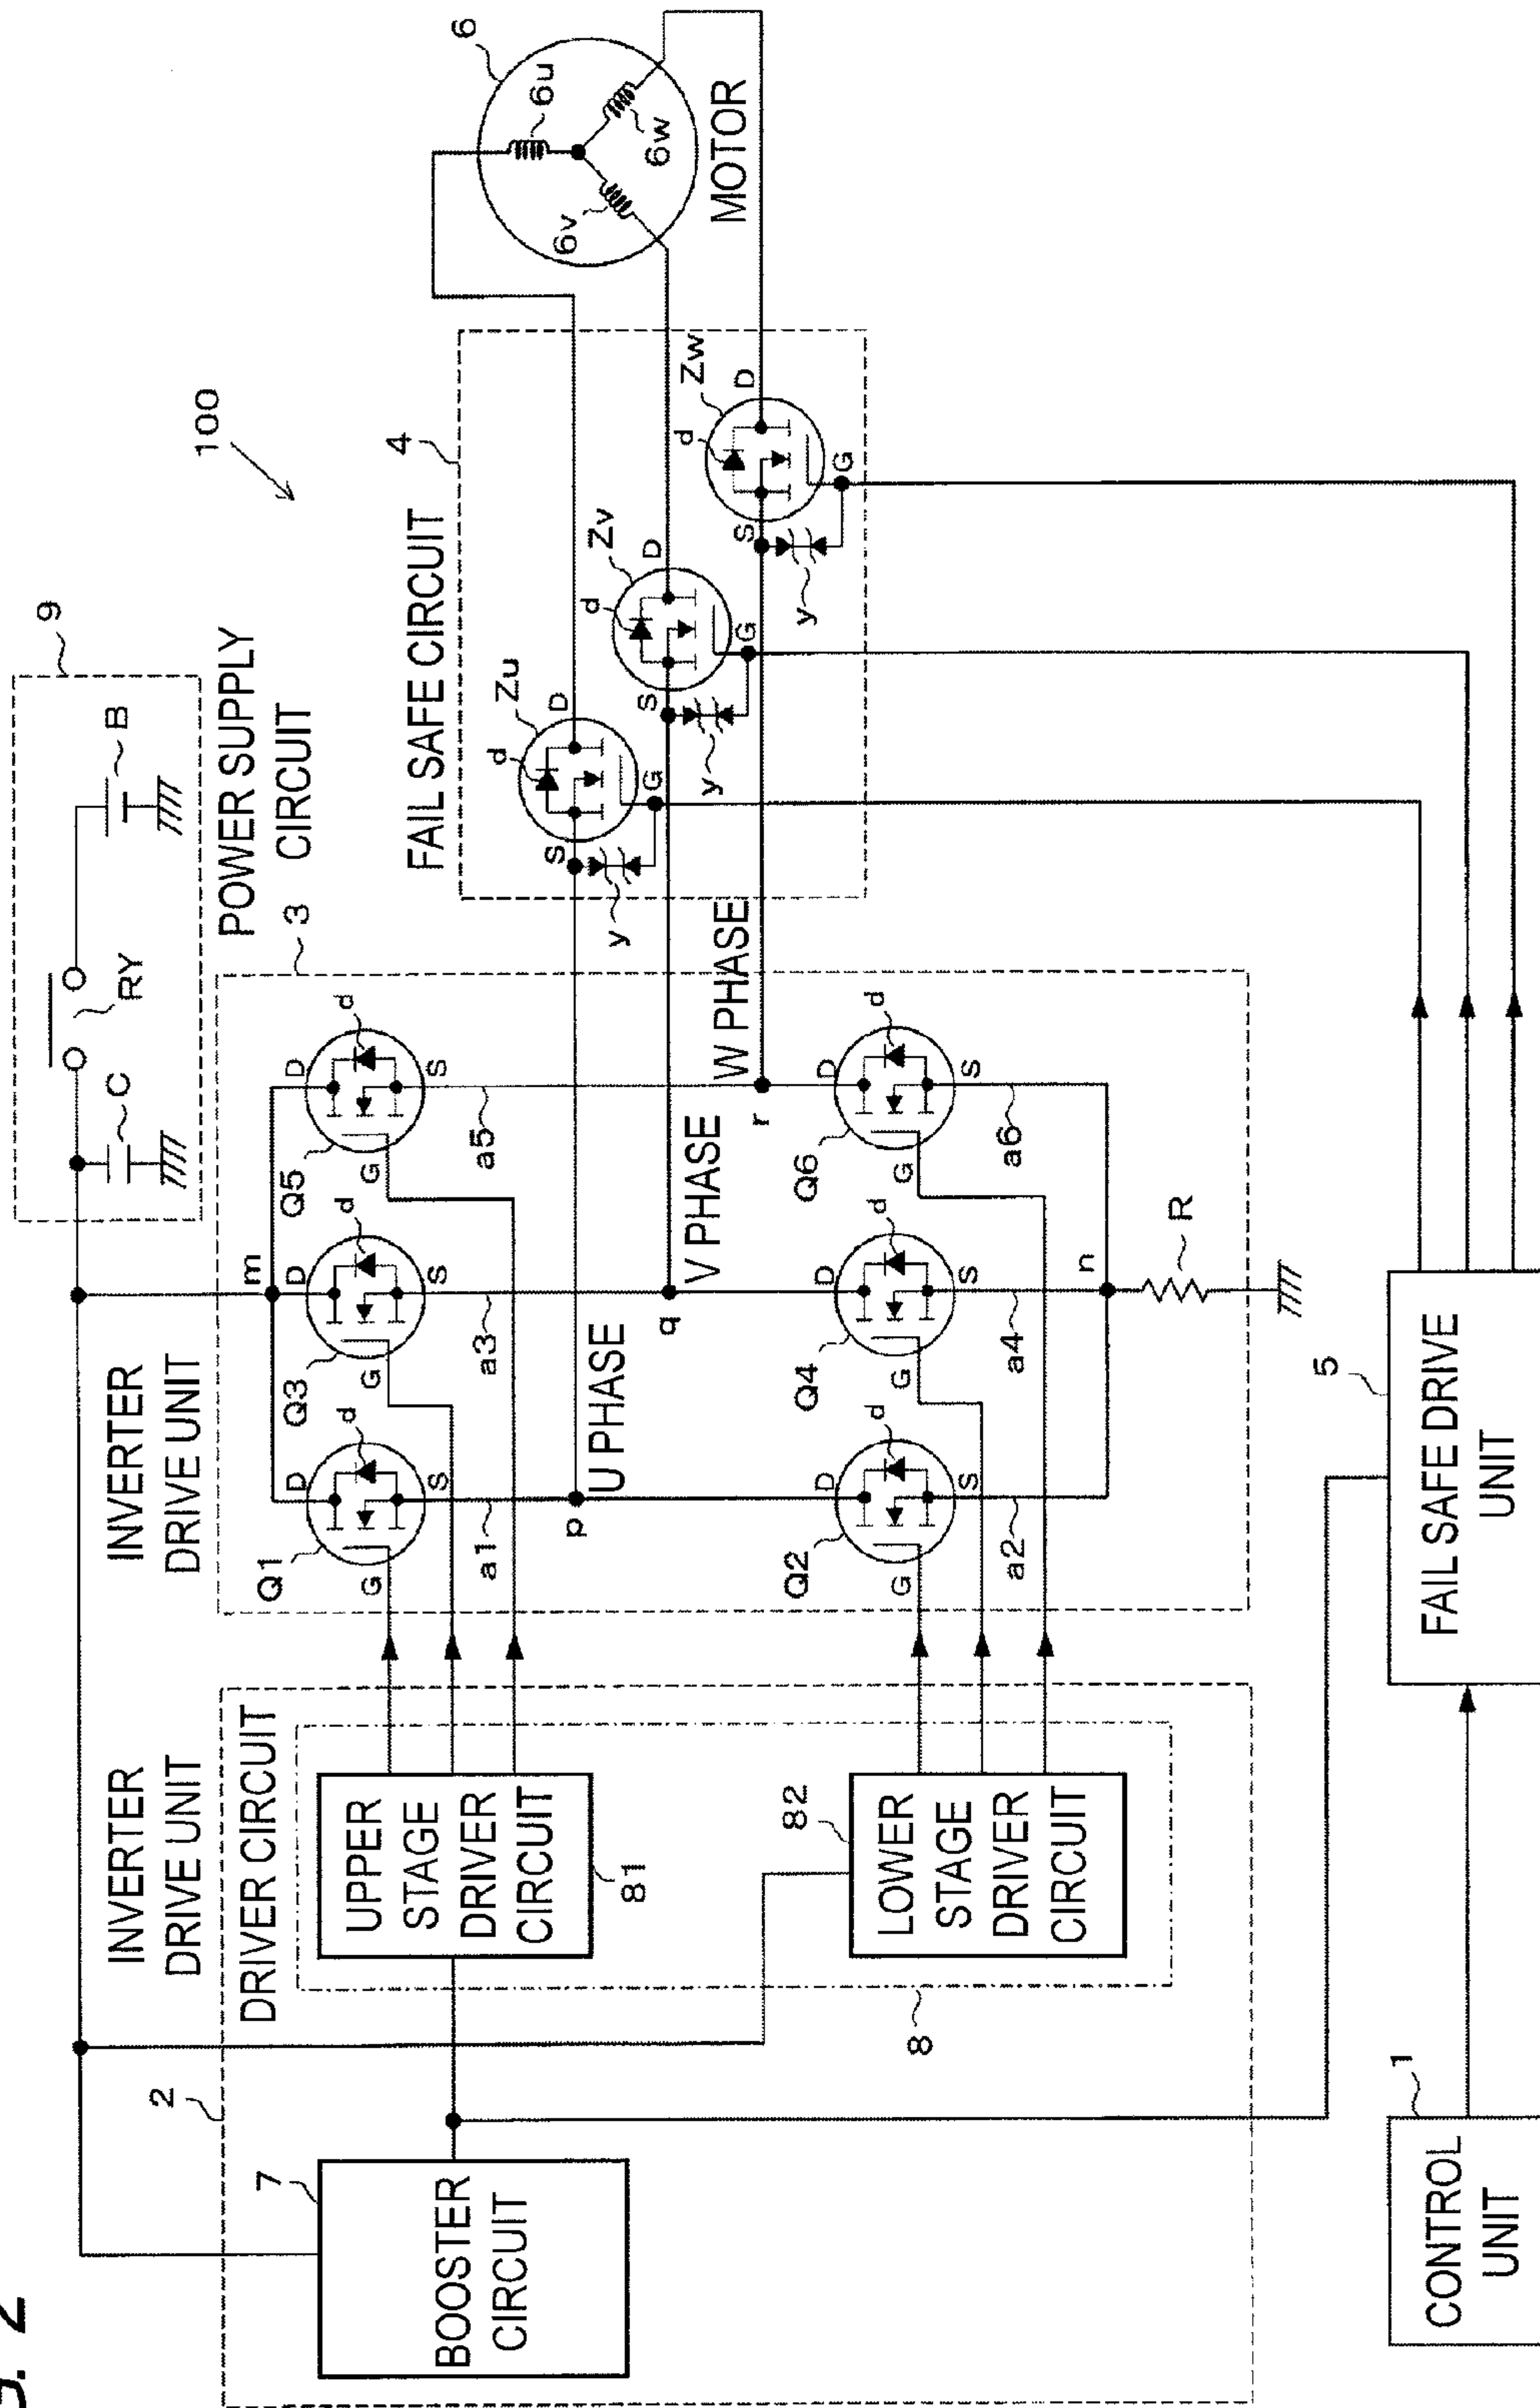 G. 2
100
9
B
RY
C
POWER SUPPLY
CIRCUIT
INVERTER
DRIVE UNIT
3
m
D
d
S
G
Q1
a1
D
d
S
G
Q3
a3
D
d
S
G
Q5
a5
p
U PHASE
q
V PHASE
r
W PHASE
D
d
S
G
Q2
a2
D
d
S
G
Q4
a4
D
d
S
G
Q6
a6
n
R
FAIL SAFE CIRCUIT
4
Zu
d
D
S
G
y
Zv
d
D
S
G
y
Zw
d
D
S
G
y
6
6u
6v
6w
MOTOR
INVERTER
DRIVE UNIT
2
DRIVER CIRCUIT
UPPER
STAGE
DRIVER
CIRCUIT
81
LOWER
STAGE
DRIVER
CIRCUIT
82
8
7
BOOSTER
CIRCUIT
1
CONTROL
UNIT
5
FAIL SAFE DRIVE
UNIT